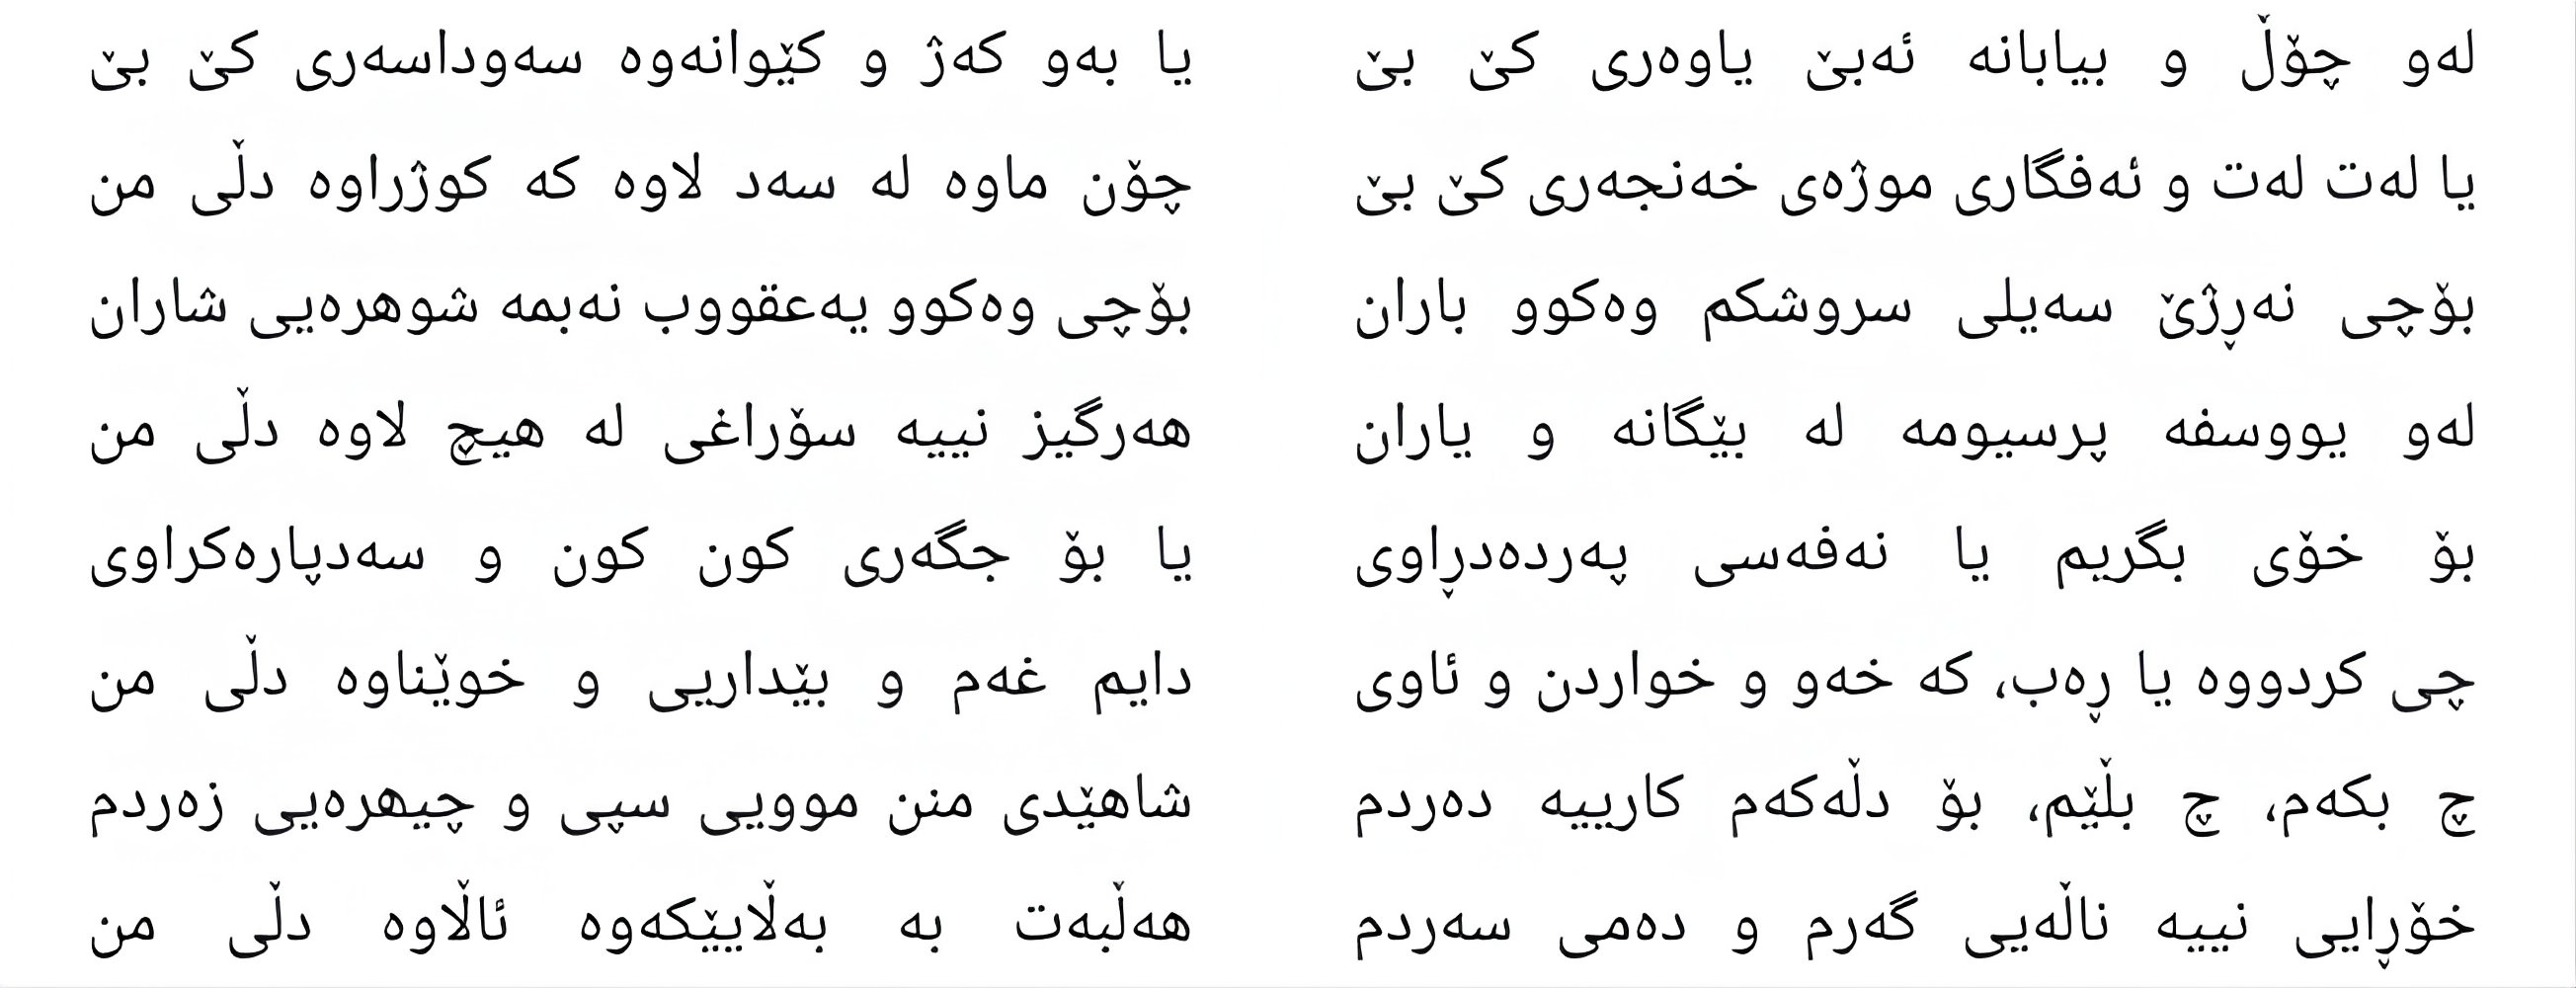 لەو چۆڵ و بیابانە ئەبێ یاوەری کێ بێ یا بەو کەژ و کێوانەوە سەوداسەری کێ بێ
یا لەت لەت و ئەفگاری موژەی خەنجەری کێ بێ چۆن ماوە لە سەد لاوە کە کوژراوە دڵی من
بۆچی نەڕژێ سەیلی سروشکم وەکوو باران بۆچی وەکوو یەعقووب نەبمە شوهرەیی شاران
لەو یووسفە پرسیومە لە بێگانە و یاران هەرگیز نییە سۆراغی لە هیچ لاوە دڵی من
بۆ خۆی بگریم یا نەفەسی پەردەدڕاوی یا بۆ جگەری کون کون و سەدپارەکراوی
چی کردووە یا ڕەب، کە خەو و خواردن و ئاوی دایم غەم و بێداریی و خوێناوە دڵی من
چ بکەم، چ بڵێم، بۆ دڵەکەم کارییە دەردم شاهێدی منن موویی سپی و چیهرەیی زەردم
خۆڕایی نییە ناڵەیی گەرم و دەمی سەردم هەڵبەت بە بەڵاییێکەوە ئاڵاوە دڵی من